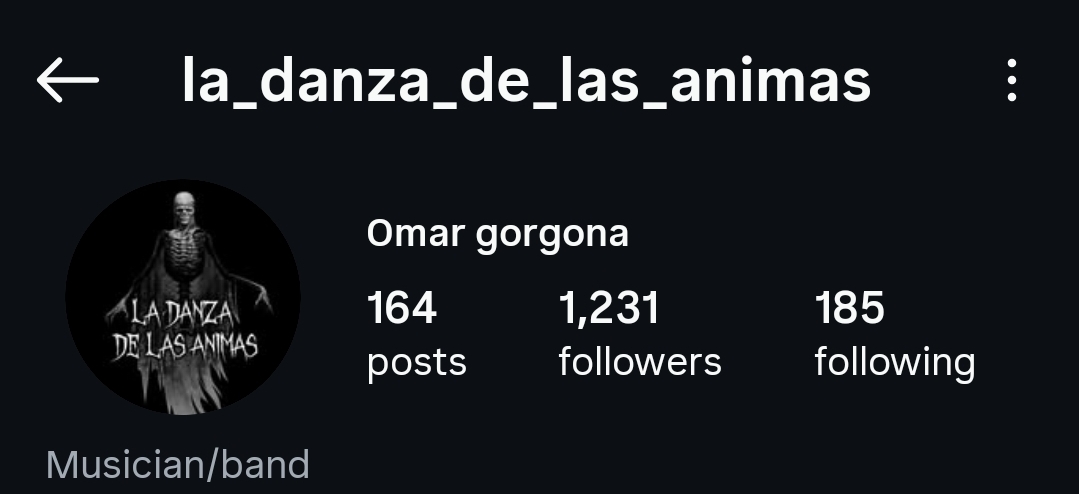 la_danza_de_las_animas
Omar gorgona
164 1,231 185
posts followers following
LA DANZA
DE LAS ANIMAS
Musician/band